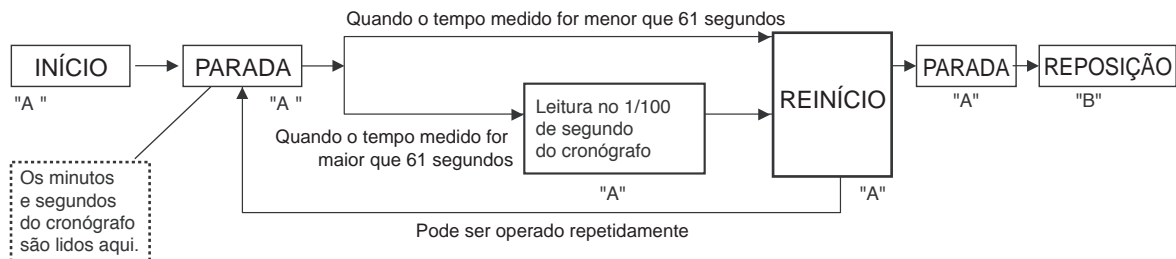 Quando o tempo medido for menor que 61 segundos
INÍCIO
"A "
PARADA
"A "
Quando o tempo medido for
maior que 61 segundos
Leitura no 1/100
de segundo
do cronógrafo
"A"
REINÍCIO
"A"
PARADA
"A"
REPOSIÇÃO
"B"
Os minutos
e segundos
do cronógrafo
são lidos aqui.
Pode ser operado repetidamente